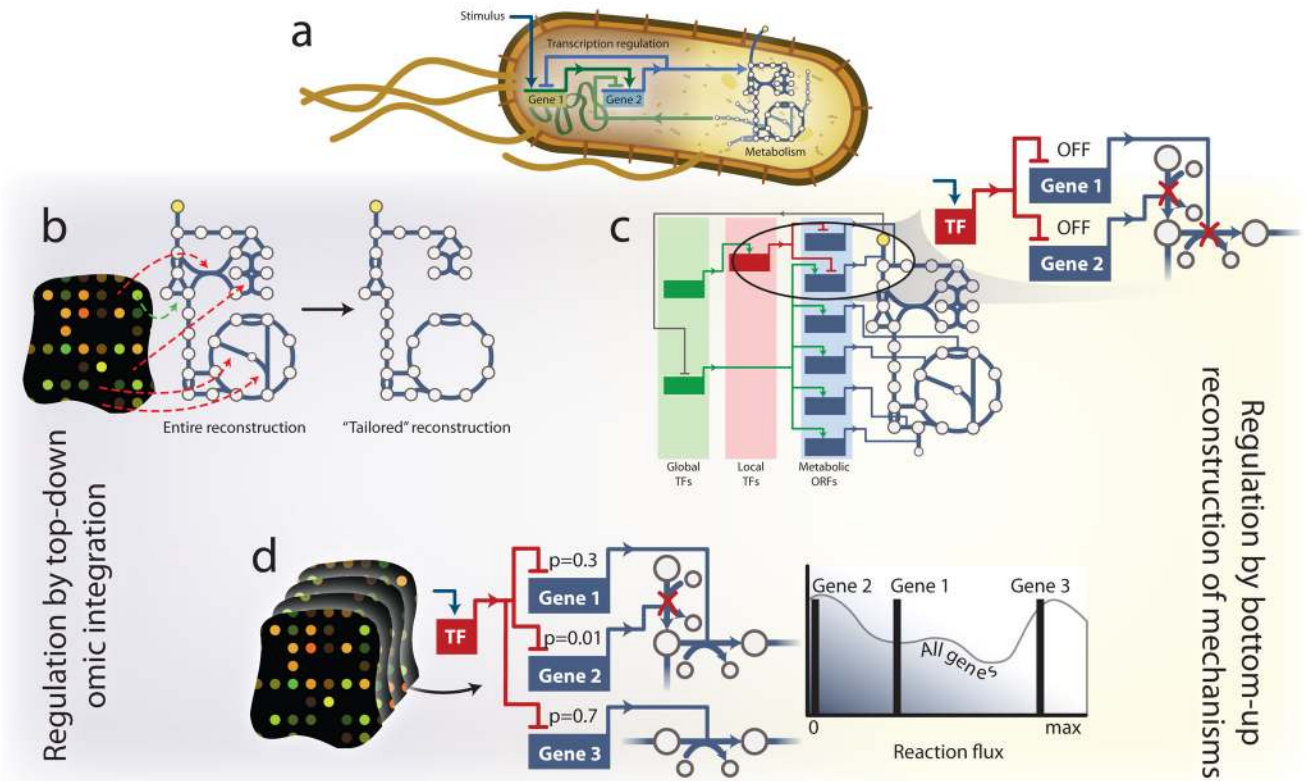 a
Stimulus
Transcription regulation
Gene 1
Gene 2
Metabolism
b
Entire reconstruction
"Tailored" reconstruction
Regulation by top-down
omic integration
c
Global
TFs
Local
TFs
Metabolic
ORFs
TF
OFF
Gene 1
OFF
Gene 2
Regulation by bottom-up
reconstruction of mechanisms
d
TF
p=0.3
Gene 1
p=0.01
Gene 2
p=0.7
Gene 3
Gene 2
Gene 1
Gene 3
All genes
0
max
Reaction flux